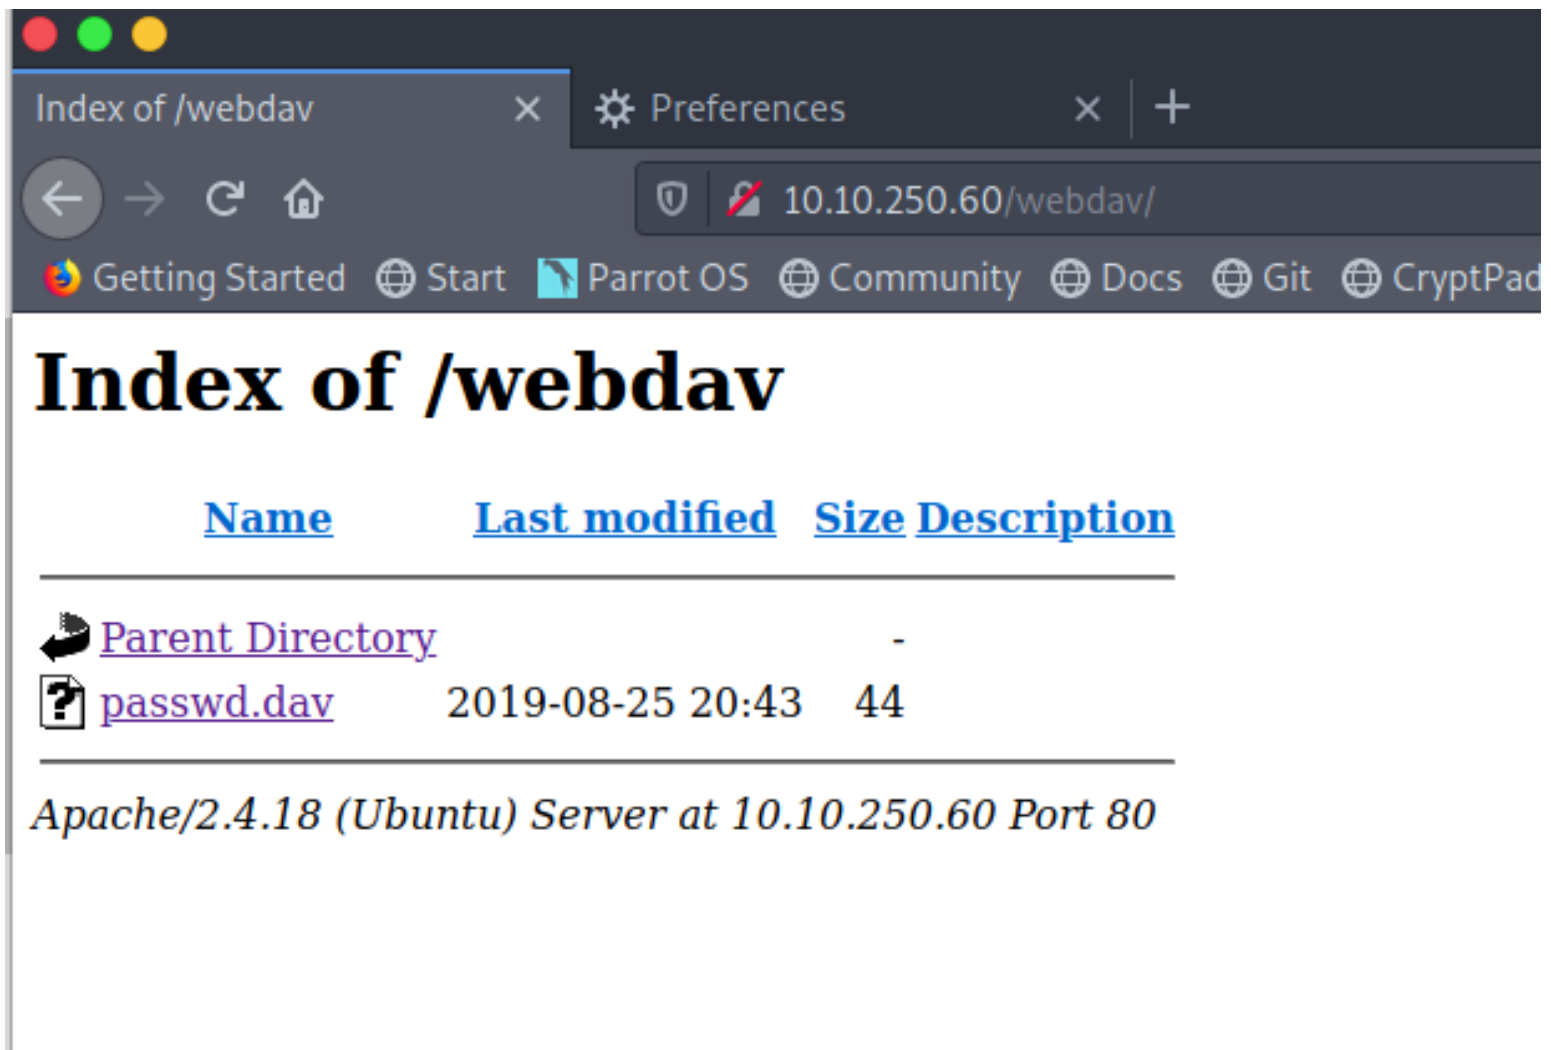 Index of /webdav Preferences
10.10.250.60/webdav/
Getting Started Start Parrot OS Community Docs Git CryptPad
Index of /webdav
Name Last modified Size Description
Parent Directory -
passwd.dav 2019-08-25 20:43 44
Apache/2.4.18 (Ubuntu) Server at 10.10.250.60 Port 80